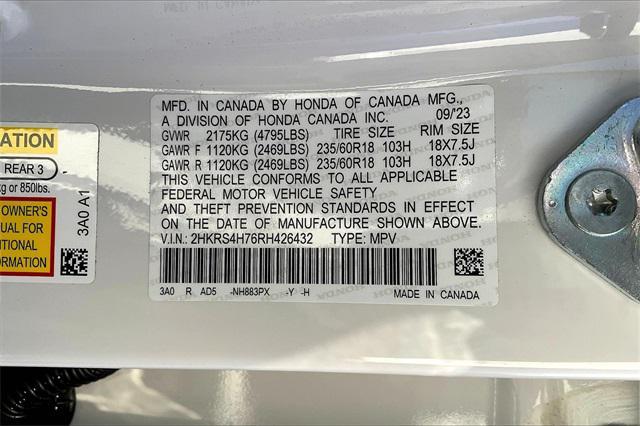 MFD. IN CANADA BY HONDA OF CANADA MFG.,
A DIVISION OF HONDA CANADA INC. 09/'23
GVWR 2175KG (4795LBS) TIRE SIZE RIM SIZE
GAWR F 1120KG (2469LBS) 235/60R18 103H 18X7.5J
GAWR R 1120KG (2469LBS) 235/60R18 103H 18X7.5J
THIS VEHICLE CONFORMS TO ALL APPLICABLE
FEDERAL MOTOR VEHICLE SAFETY
AND THEFT PREVENTION STANDARDS IN EFFECT
ON THE DATE OF MANUFACTURE SHOWN ABOVE.
V.I.N.: 2HKRS4H76RH426432 TYPE: MPV
3A0 R AD5 -NH883PX -Y -H MADE IN CANADA
ATION
REAR 3
kg or 850lbs.
OWNER'S
UAL FOR
ITIONAL
RMATION
3A0 A1